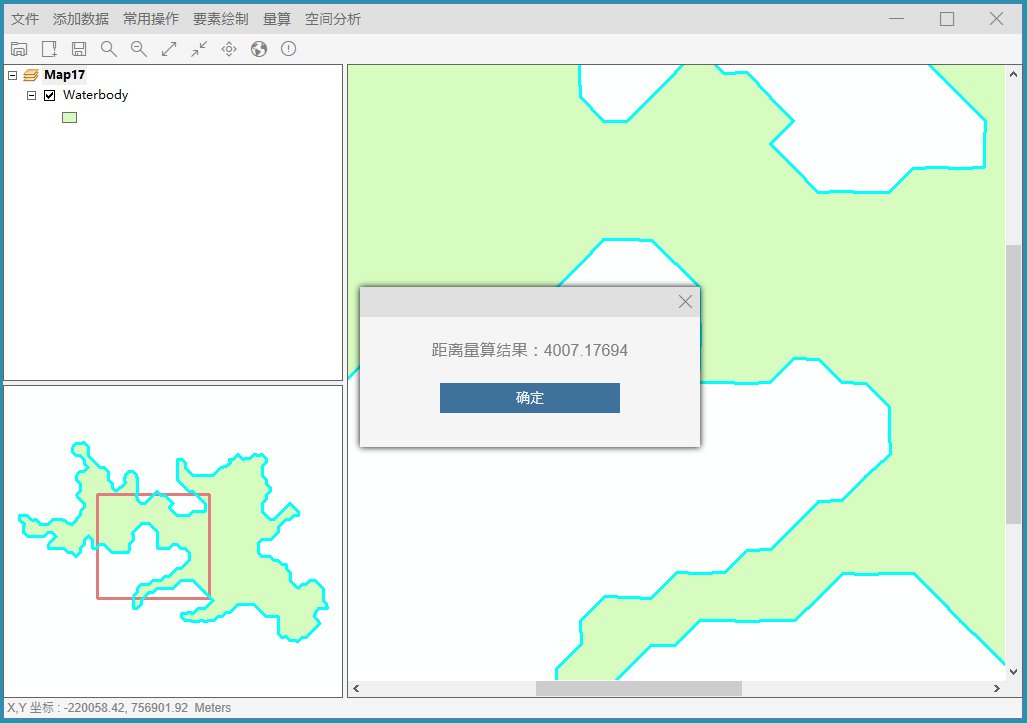 文件 添加数据 常用操作 要素绘制 量算 空间分析
Map17
Waterbody
距离量算结果：4007.17694
确定
X,Y 坐标 : -220058.42, 756901.92 Meters